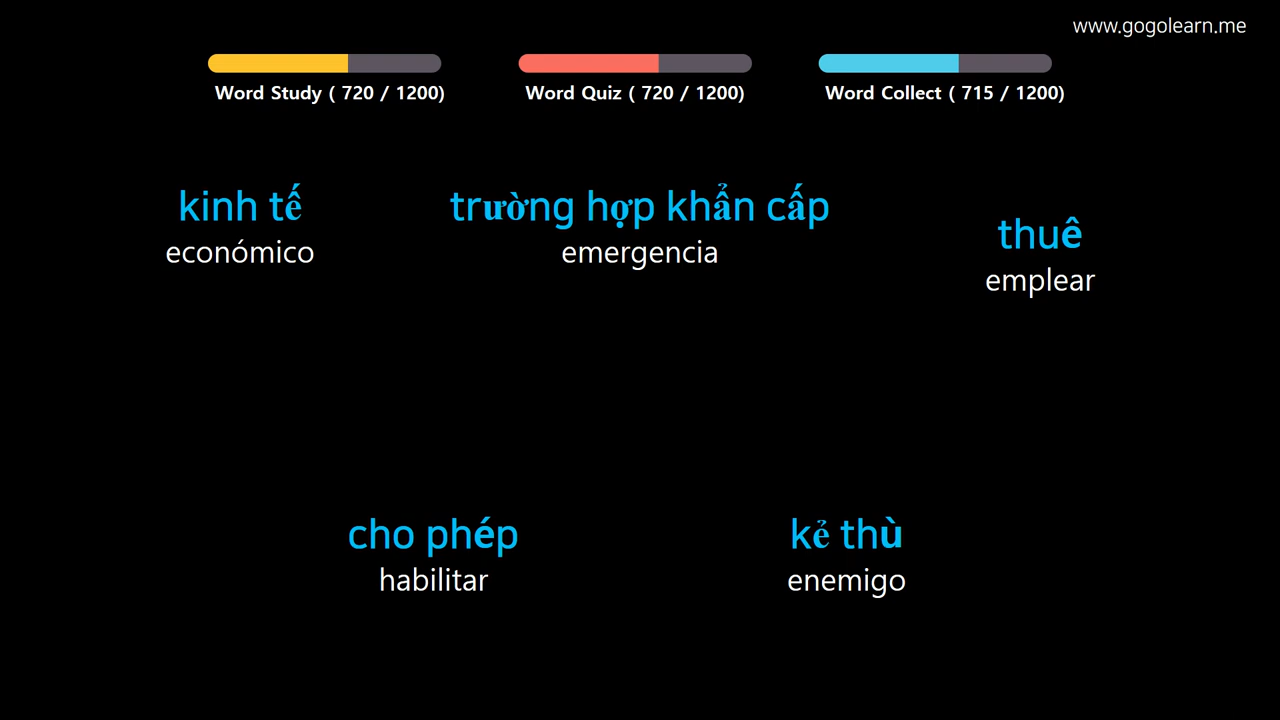 www.gogolearn.me
Word Study ( 720 / 1200)
Word Quiz ( 720 / 1200)
Word Collect ( 715 / 1200)
kinh tế
económico
trường hợp khẩn cấp
emergencia
thuê
emplear
cho phép
habilitar
kẻ thù
enemigo